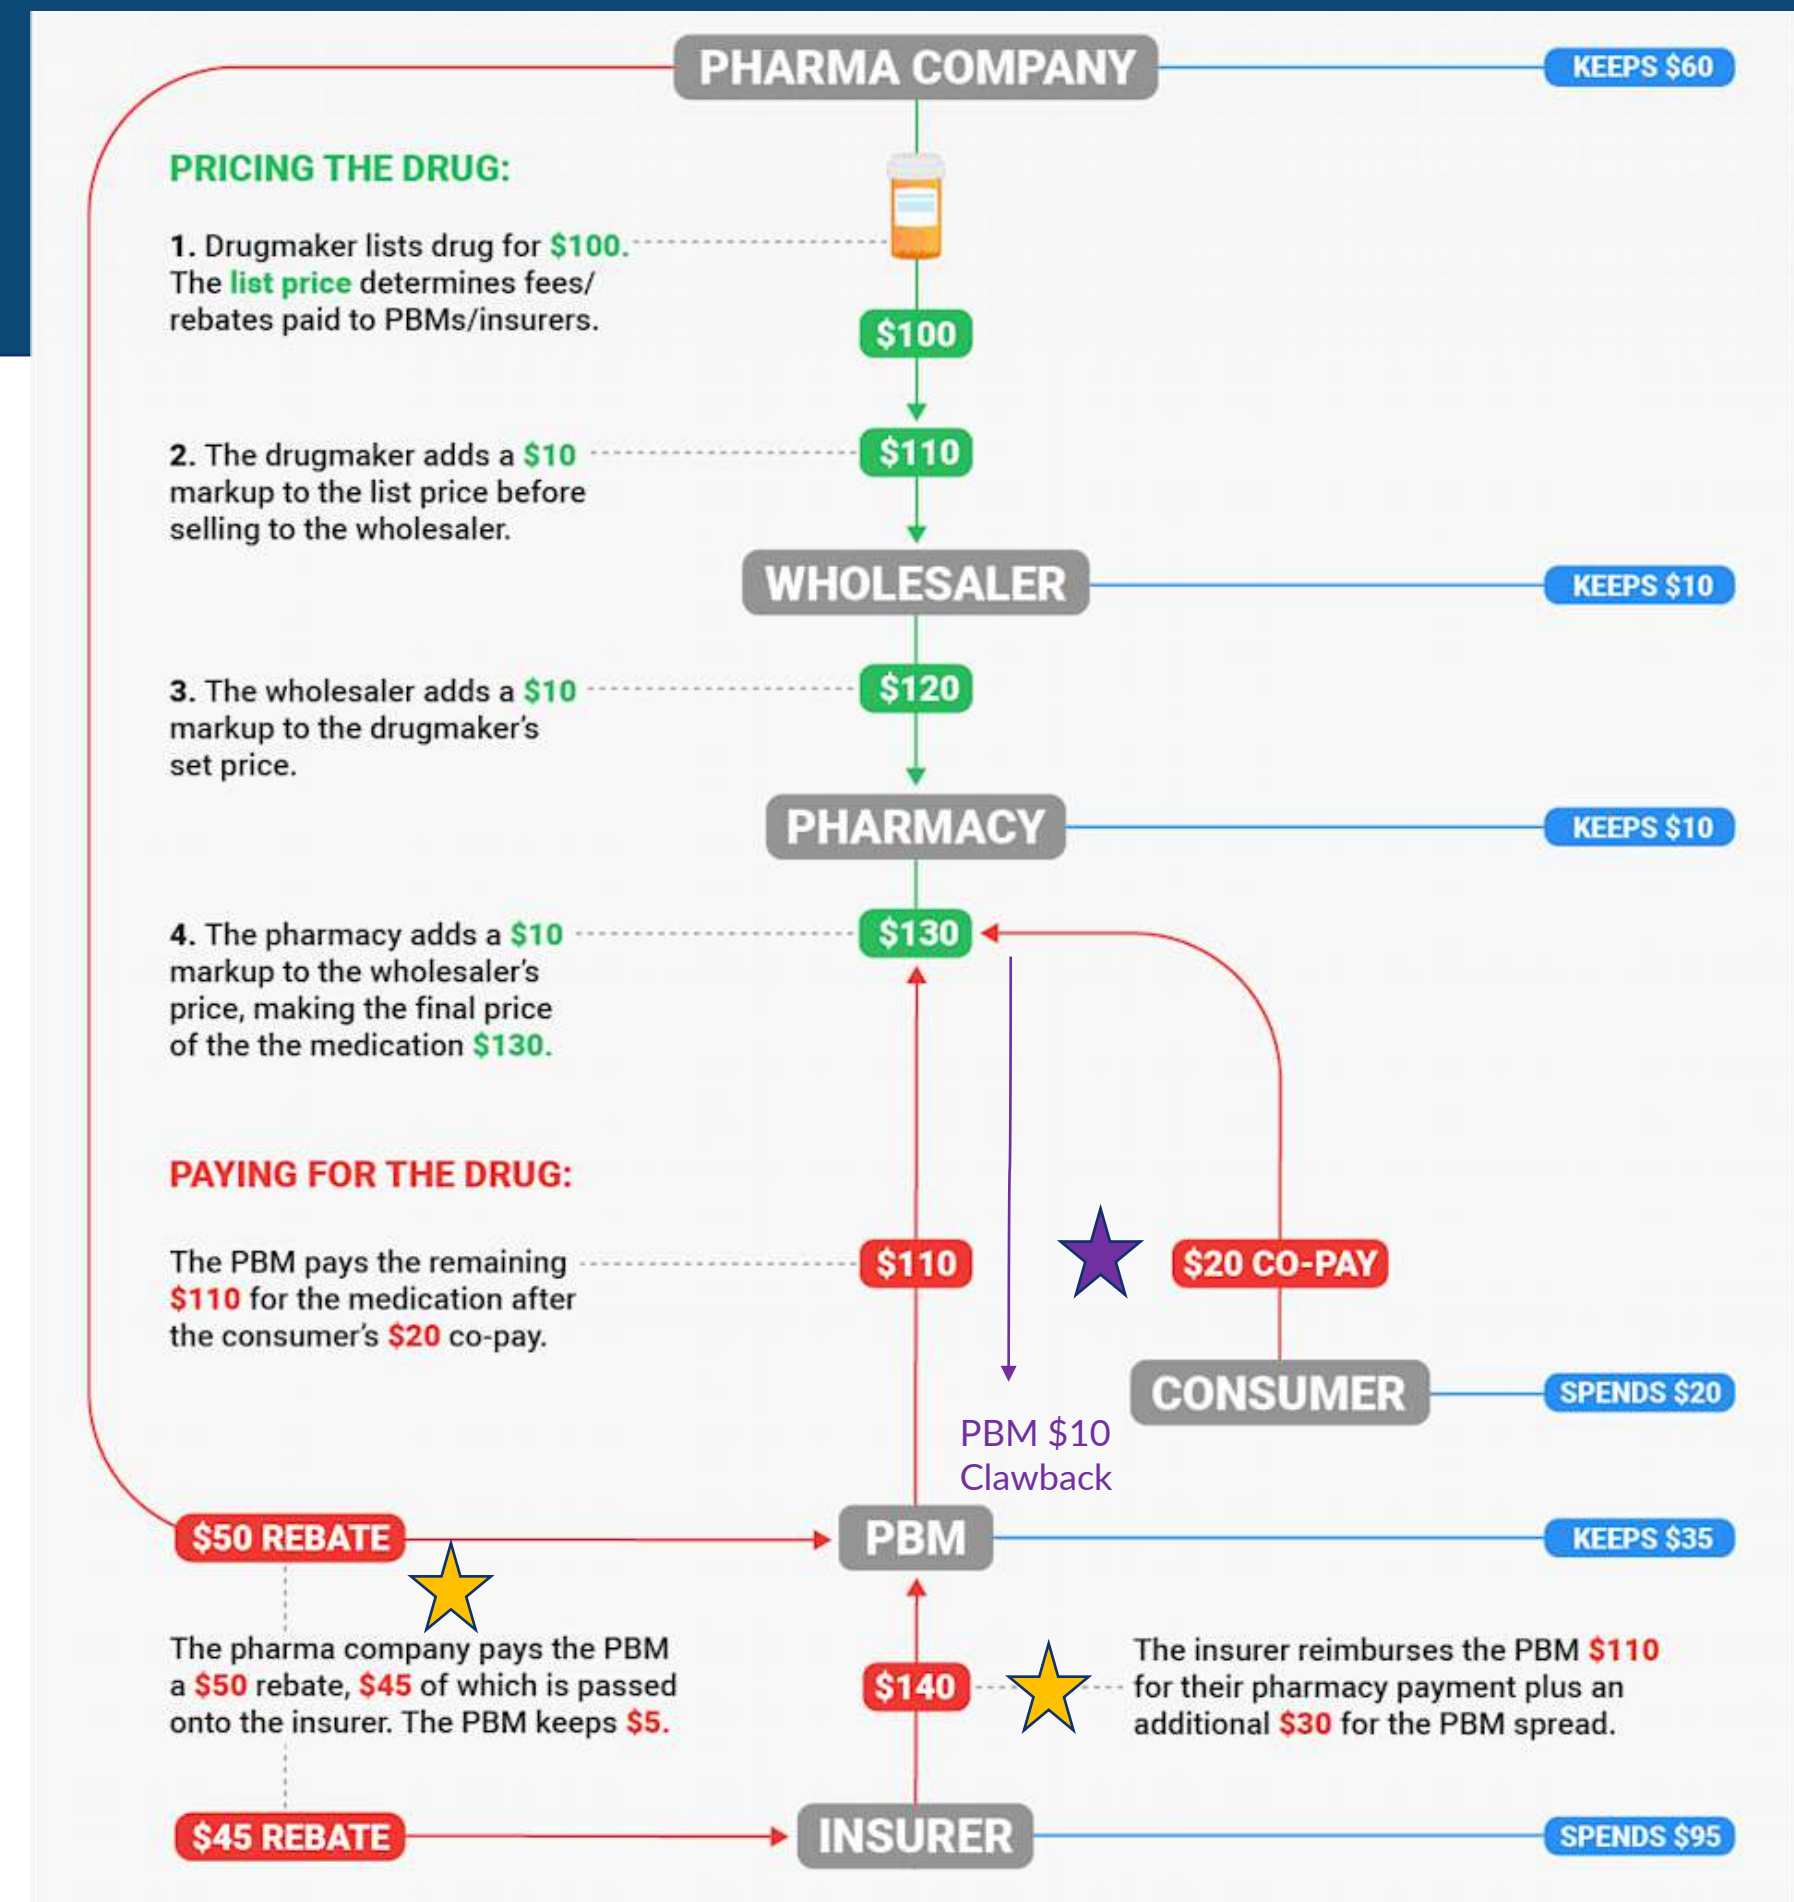 PHARMA COMPANY
KEEPS $60
PRICING THE DRUG:
1. Drugmaker lists drug for $100.
The list price determines fees/
rebates paid to PBMs/insurers.
$100
2. The drugmaker adds a $10
markup to the list price before
selling to the wholesaler.
$110
WHOLESALER
KEEPS $10
3. The wholesaler adds a $10
markup to the drugmaker's
set price.
$120
PHARMACY
KEEPS $10
4. The pharmacy adds a $10
markup to the wholesaler's
price, making the final price
of the the medication $130.
$130
PAYING FOR THE DRUG:
The PBM pays the remaining
$110 for the medication after
the consumer's $20 co-pay.
$110
$20 CO-PAY
CONSUMER
SPENDS $20
PBM $10
Clawback
$50 REBATE
PBM
KEEPS $35
The pharma company pays the PBM
a $50 rebate, $45 of which is passed
onto the insurer. The PBM keeps $5.
$140
The insurer reimburses the PBM $110
for their pharmacy payment plus an
additional $30 for the PBM spread.
$45 REBATE
INSURER
SPENDS $95